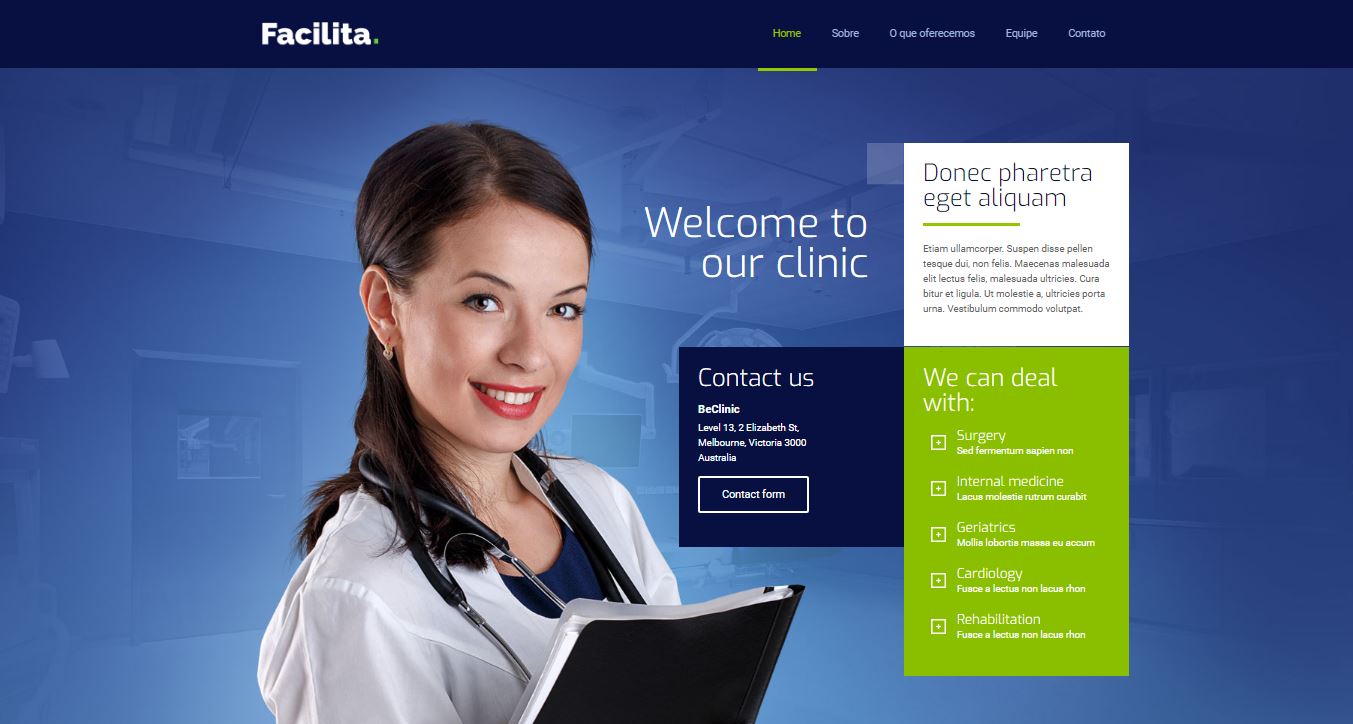 Facilita.
Home
Sobre
O que oferecemos
Equipe
Contato
Welcome to
our clinic
Donec pharetra
eget aliquam
Etiam ullamcorper. Suspen disse pellen
tesque dui, non felis. Maecenas malesuada
elit lectus felis, malesuada ultricies. Cura
bitur et ligula. Ut molestie a, ultricies porta
urna. Vestibulum commodo volutpat.
Contact us
BeClinic
Level 13, 2 Elizabeth St,
Melbourne, Victoria 3000
Australia
Contact form
We can deal
with:
Surgery
Sed fermentum sapien non
Internal medicine
Lacus molestie rutrum curabit
Geriatrics
Mollis lobortis massa eu accum
Cardiology
Fusce a lectus non lacus rhon
Rehabilitation
Fusce a lectus non lacus rhon